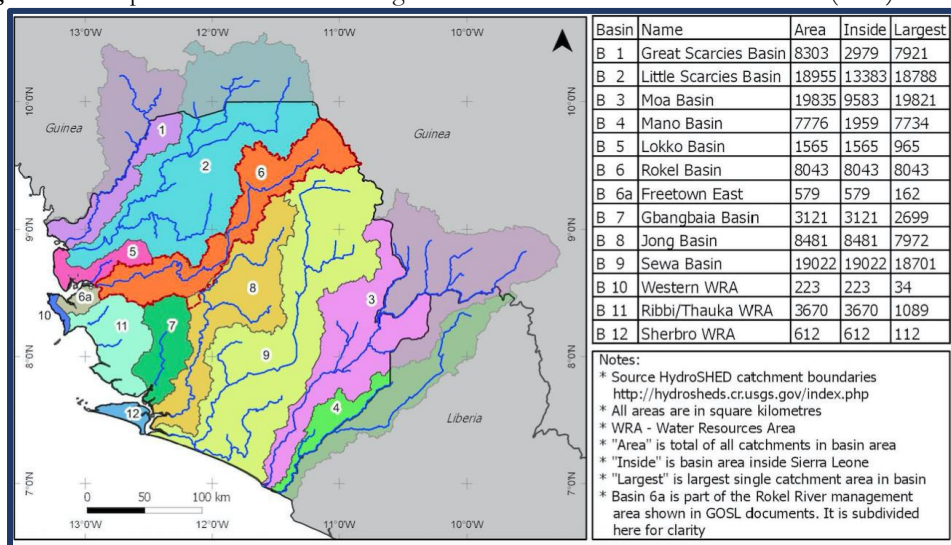 13°0'W 12°0'W 11°0'W 10°0'W
10°0'N 10°0'N
9°0'N 9°0'N
8°0'N 8°0'N
7°0'N 7°0'N
Guinea
Guinea
Liberia
1
2
6
5
6a
10
11
7
8
9
3
4
12
0 50 100 km
13°0'W 12°0'W 11°0'W 10°0'W
Basin Name Area Inside Largest
B 1 Great Scarcies Basin 8303 2979 7921
B 2 Little Scarcies Basin 18955 13383 18788
B 3 Moa Basin 19835 9583 19821
B 4 Mano Basin 7776 1959 7734
B 5 Lokko Basin 1565 1565 965
B 6 Rokel Basin 8043 8043 8043
B 6a Freetown East 579 579 162
B 7 Gbangbaia Basin 3121 3121 2699
B 8 Jong Basin 8481 8481 7972
B 9 Sewa Basin 19022 19022 18701
B 10 Western WRA 223 223 34
B 11 Ribbi/Thauka WRA 3670 3670 1089
B 12 Sherbro WRA 612 612 112
Notes:
* Source HydroSHED catchment boundaries
http://hydrosheds.cr.usgs.gov/index.php
* All areas are in square kilometres
* WRA - Water Resources Area
* "Area" is total of all catchments in basin area
* "Inside" is basin area inside Sierra Leone
* "Largest" is largest single catchment area in basin
* Basin 6a is part of the Rokel River management
area shown in GOSL documents. It is subdivided
here for clarity